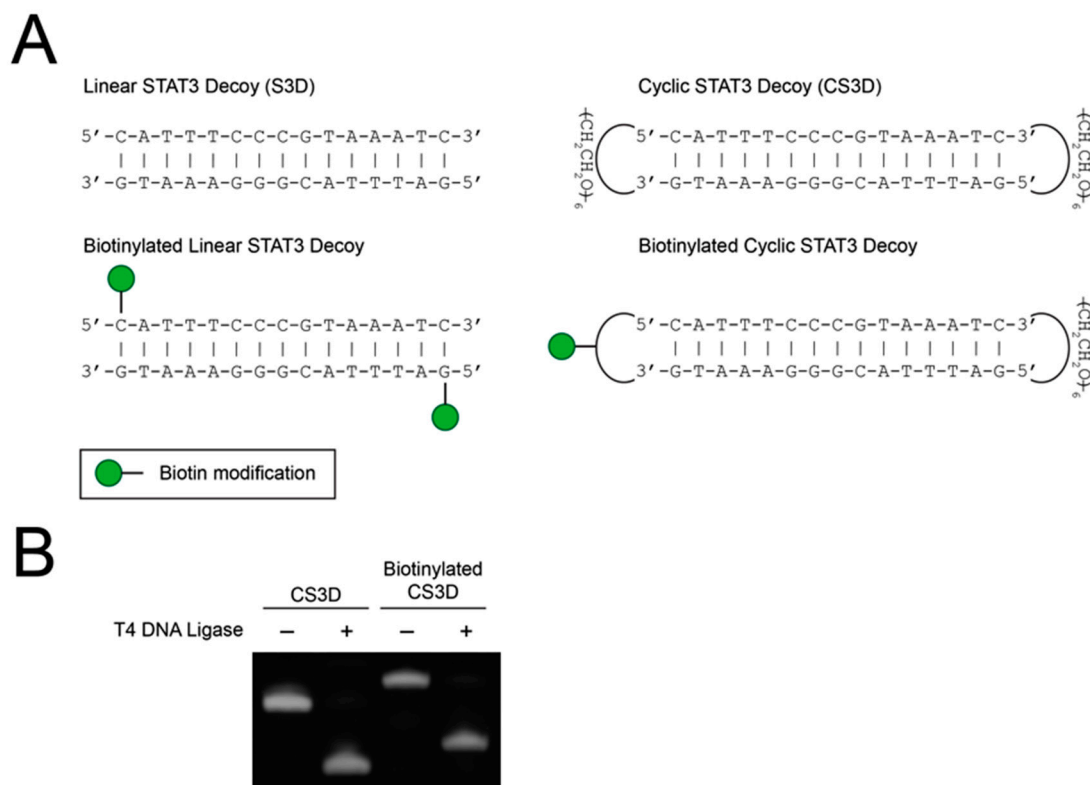 A
Linear STAT3 Decoy (S3D)
5′-C-A-T-T-T-C-C-C-G-T-A-A-A-T-C-3′
3′-G-T-A-A-A-G-G-G-C-A-T-T-T-A-G-5′
Cyclic STAT3 Decoy (CS3D)
-(CH2CH2O)-6
5′-C-A-T-T-T-C-C-C-G-T-A-A-A-T-C-3′
3′-G-T-A-A-A-G-G-G-C-A-T-T-T-A-G-5′
-(CH2CH2O)-6
Biotinylated Linear STAT3 Decoy
5′-C-A-T-T-T-C-C-C-G-T-A-A-A-T-C-3′
3′-G-T-A-A-A-G-G-G-C-A-T-T-T-A-G-5′
Biotinylated Cyclic STAT3 Decoy
5′-C-A-T-T-T-C-C-C-G-T-A-A-A-T-C-3′
3′-G-T-A-A-A-G-G-G-C-A-T-T-T-A-G-5′
-(CH2CH2O)-6
Biotin modification
B
CS3D
Biotinylated
CS3D
T4 DNA Ligase − + − +